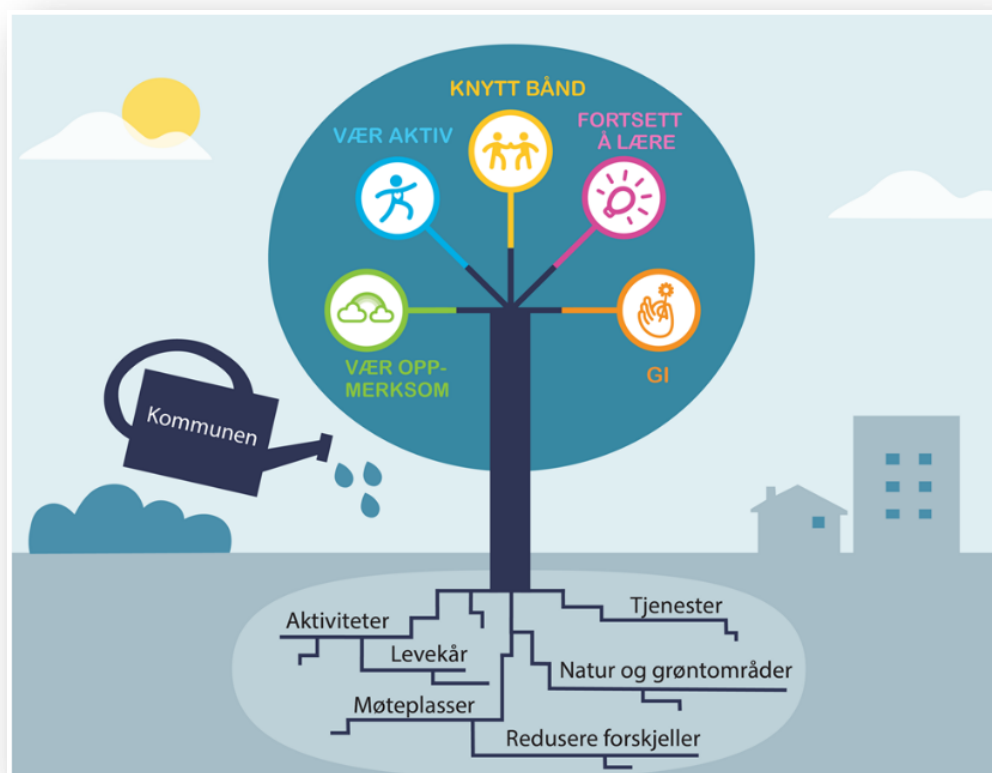 KNYTT BÅND
VÆR AKTIV
FORTSETT
Å LÆRE
VÆR OPP-
MERKSOM
GI
Kommunen
Aktiviteter
Tjenester
Levekår
Natur og grøntområder
Møteplasser
Redusere forskjeller